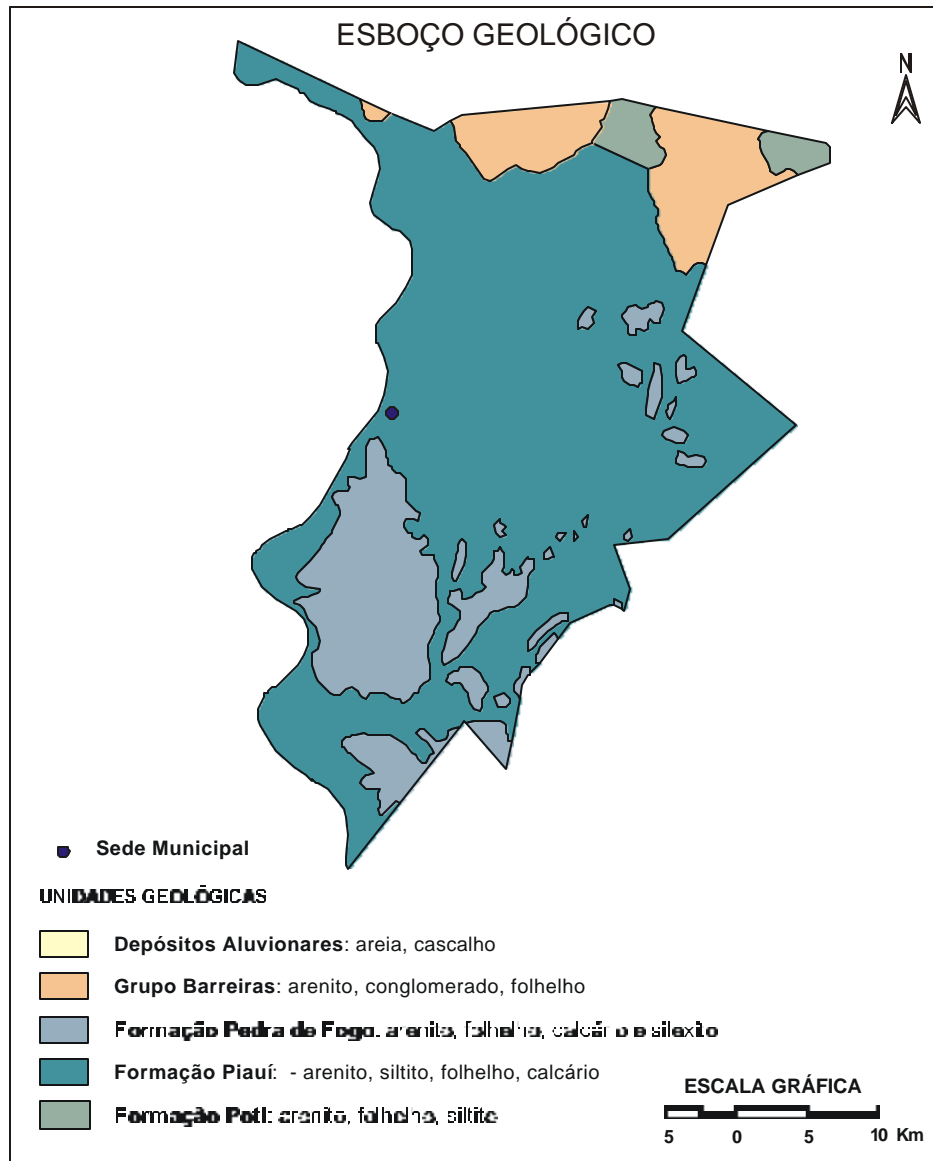 ESBOÇO GEOLÓGICO
N
Sede Municipal
UNIDADES GEOLÓGICAS
Depósitos Aluvionares: areia, cascalho
Grupo Barreiras: arenito, conglomerado, folhelho
Formação Pedra de Fogo: arenito, folhelho, calcário e silexito
Formação Piauí: - arenito, siltito, folhelho, calcário
Formação Poti: arenito, folhelho, siltite
ESCALA GRÁFICA
5 0 5 10 Km